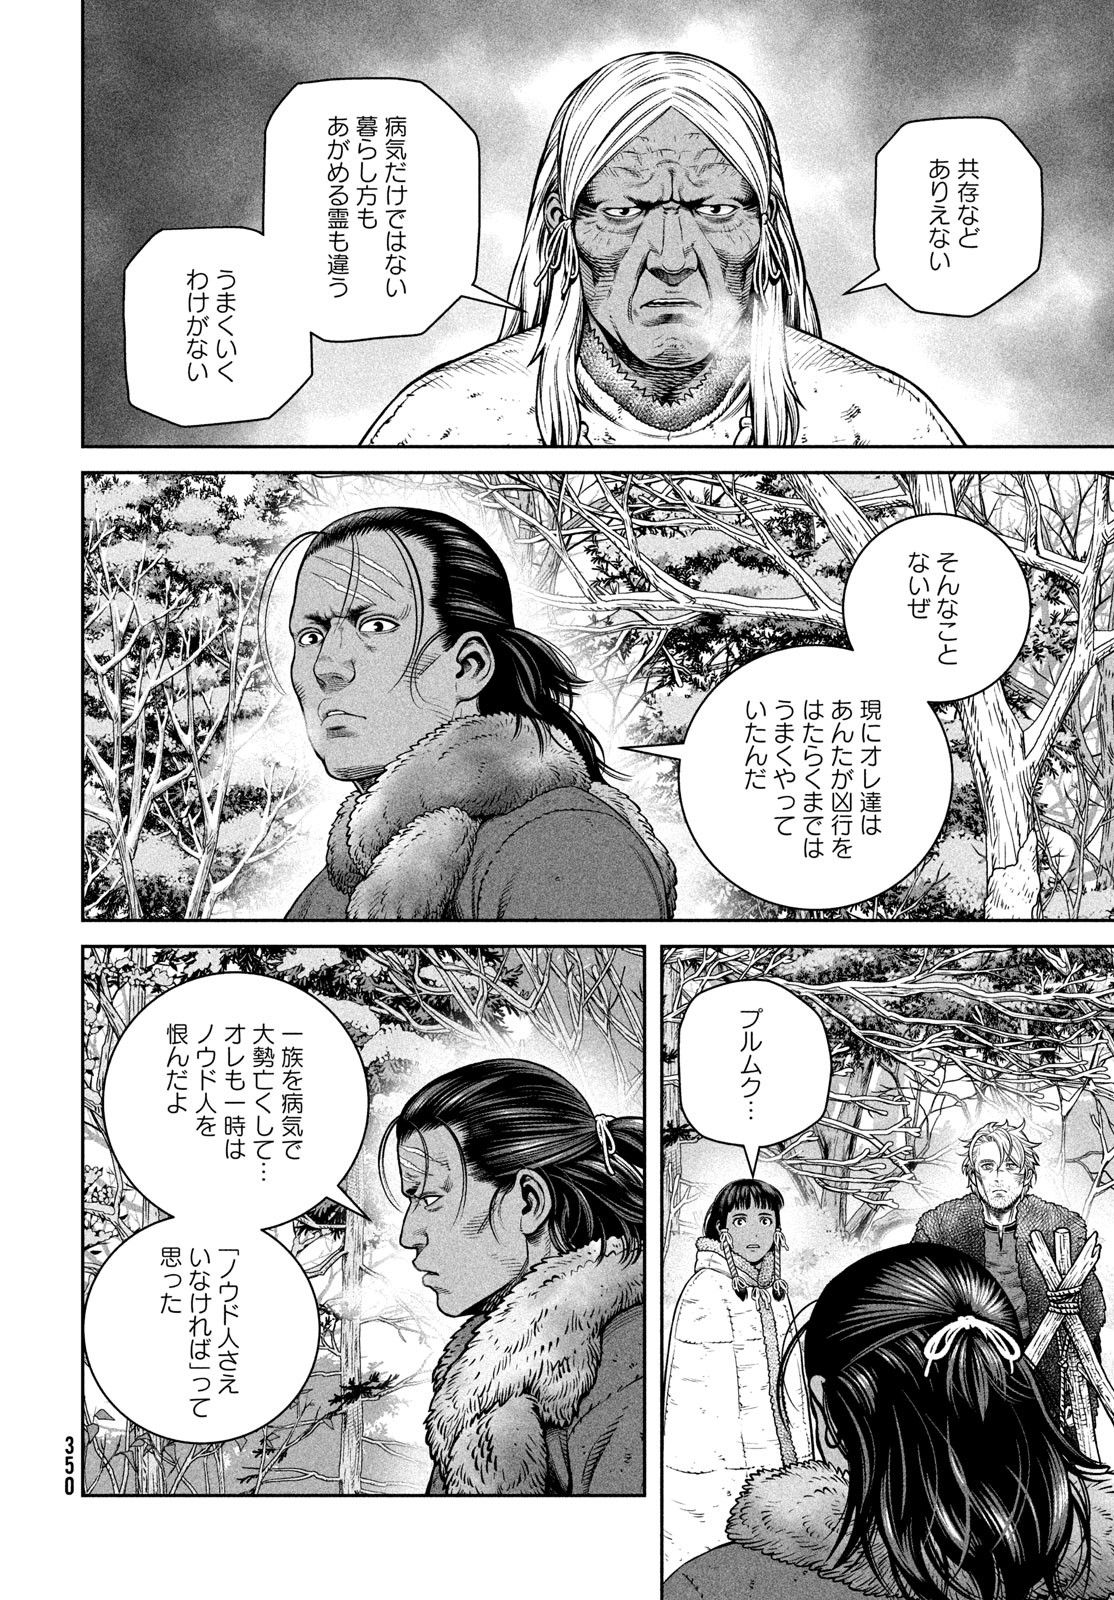 共存など
ありえない
病気だけではない
暮らし方も
あがめる霊も違う
うまくいく
わけがない
そんなこと
ないぜ
現にオレ達は
あんたが凶行を
はたらくまでは
うまくやって
いたんだ
プルムク…
一族を病気で
大勢亡くして…
オレも一時は
ノウド人を
恨んだよ
「ノウド人さえ
いなければ」って
思った
350